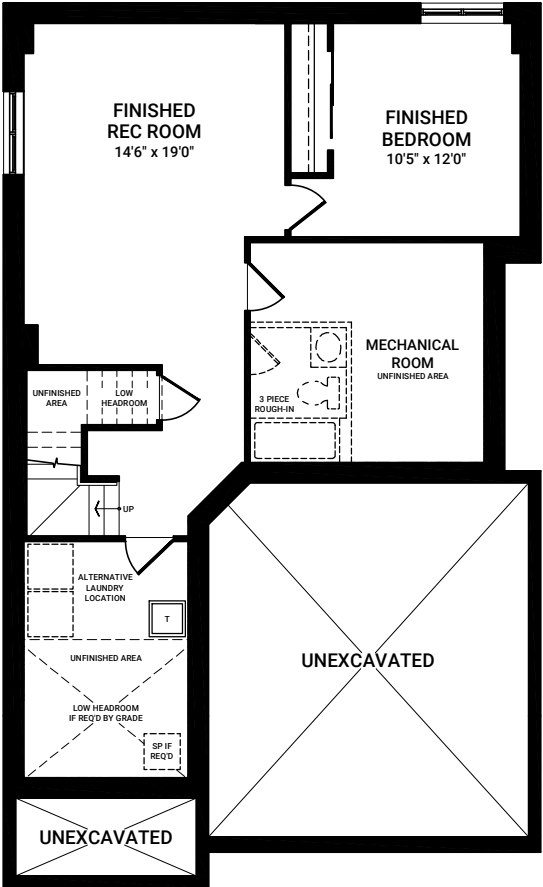 FINISHED
REC ROOM
14'6" x 19'0"
FINISHED
BEDROOM
10'5" x 12'0"
MECHANICAL
ROOM
UNFINISHED AREA
3 PIECE
ROUGH-IN
UNFINISHED
AREA
LOW
HEADROOM
UP
ALTERNATIVE
LAUNDRY
LOCATION
T
UNFINISHED AREA
LOW HEADROOM
IF REQ'D BY GRADE
SP IF
REQ'D
UNEXCAVATED
UNEXCAVATED